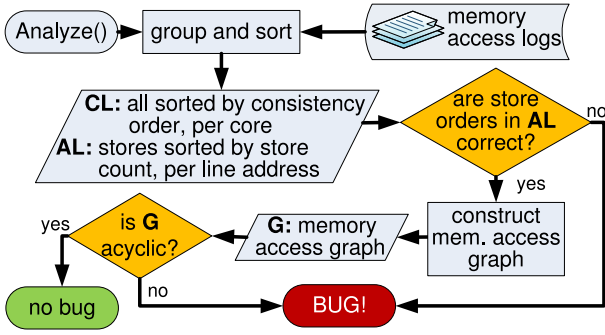 Analyze()
group and sort
memory
access logs
CL: all sorted by consistency
order, per core
AL: stores sorted by store
count, per line address
are store
orders in AL
correct?
no
yes
construct
mem. access
graph
G: memory
access graph
is G
acyclic?
yes
no
no bug
BUG!